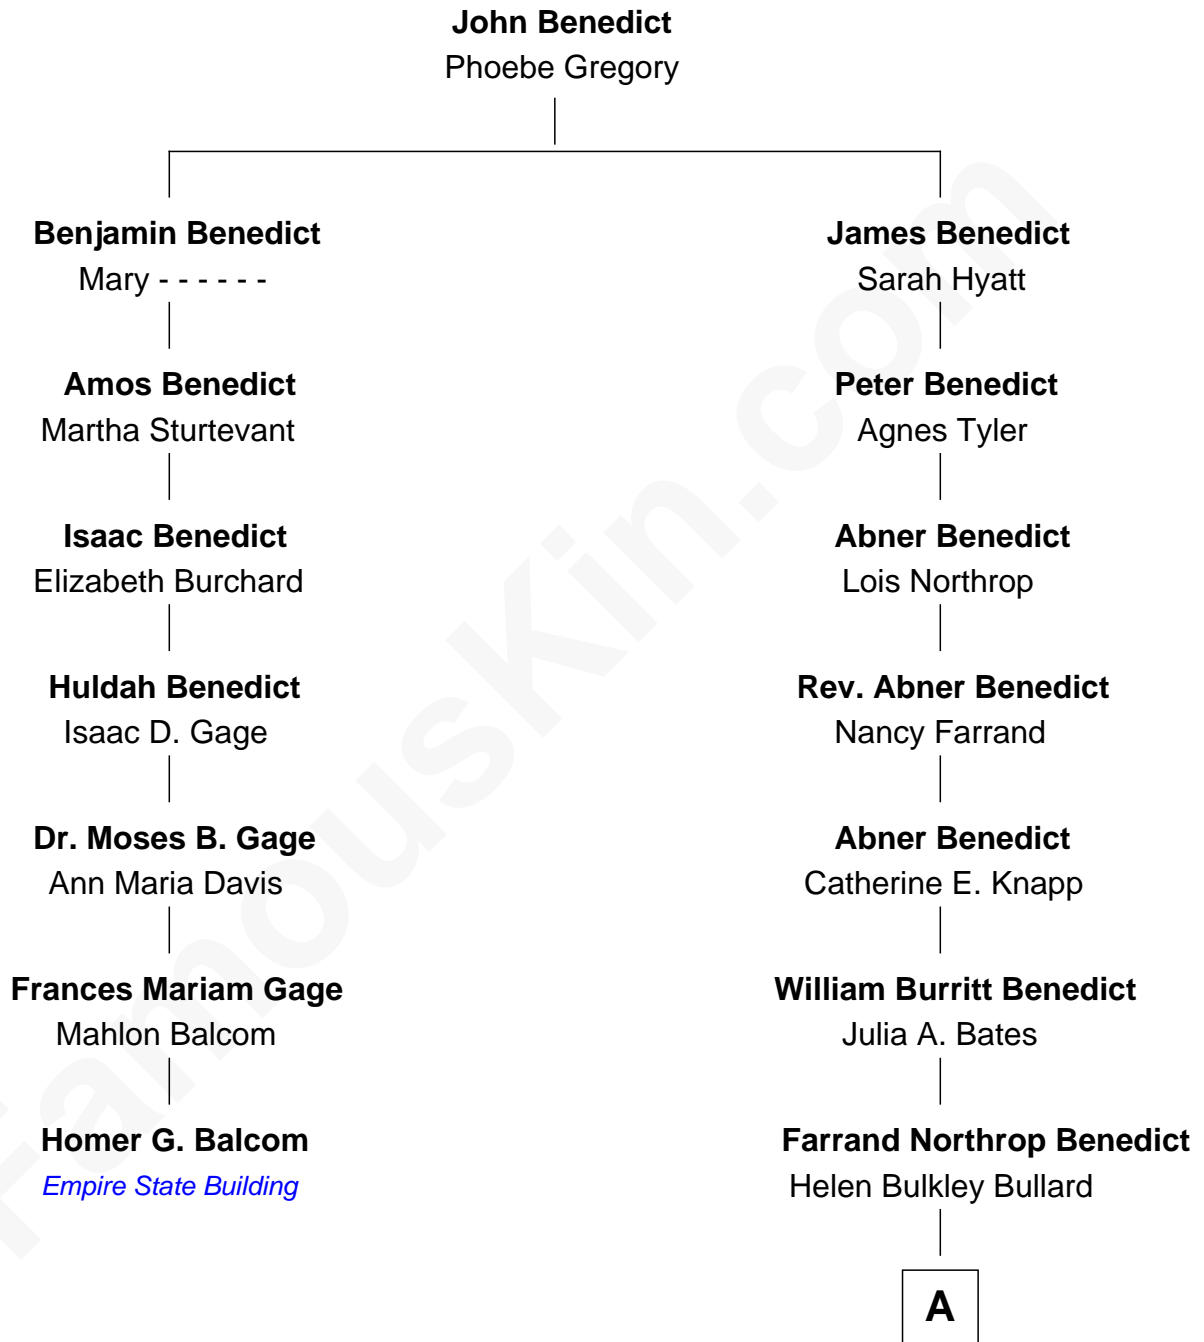 John Benedict
Phoebe Gregory
Benjamin Benedict
Mary - - - - - -
Amos Benedict
Martha Sturtevant
Isaac Benedict
Elizabeth Burchard
Huldah Benedict
Isaac D. Gage
Dr. Moses B. Gage
Ann Maria Davis
Frances Mariam Gage
Mahlon Balcom
Homer G. Balcom
Empire State Building
James Benedict
Sarah Hyatt
Peter Benedict
Agnes Tyler
Abner Benedict
Lois Northrop
Rev. Abner Benedict
Nancy Farrand
Abner Benedict
Catherine E. Knapp
William Burritt Benedict
Julia A. Bates
Farrand Northrop Benedict
Helen Bulkley Bullard
A
FamousKin.com